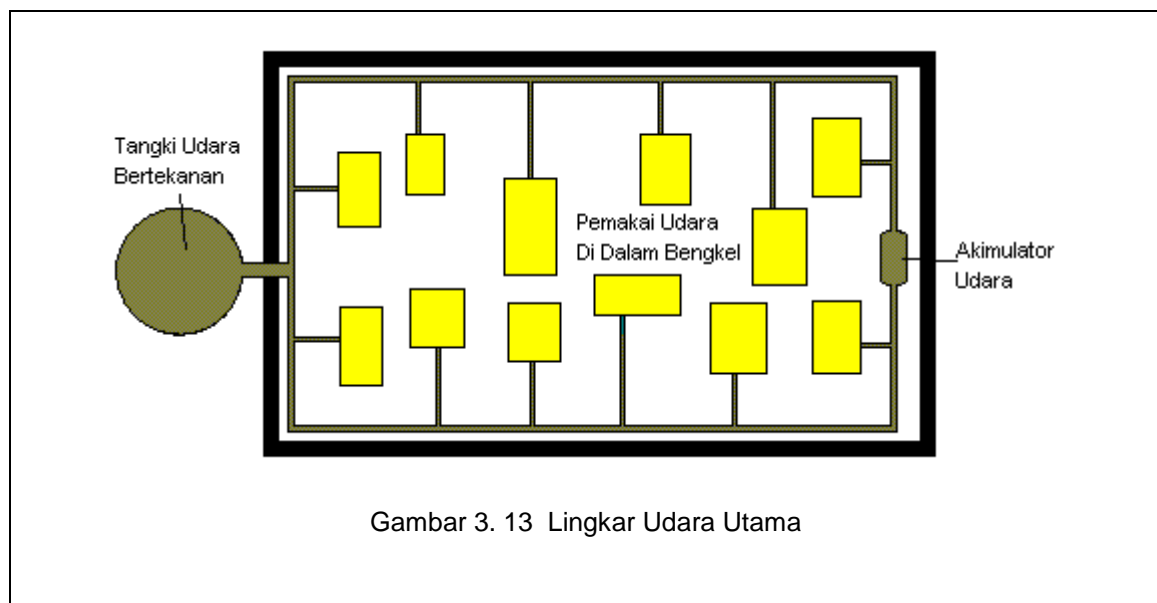 Tangki Udara
Bertekanan
Pemakai Udara
Di Dalam Bengkel
Akimulator
Udara
Gambar 3. 13  Lingkar Udara Utama